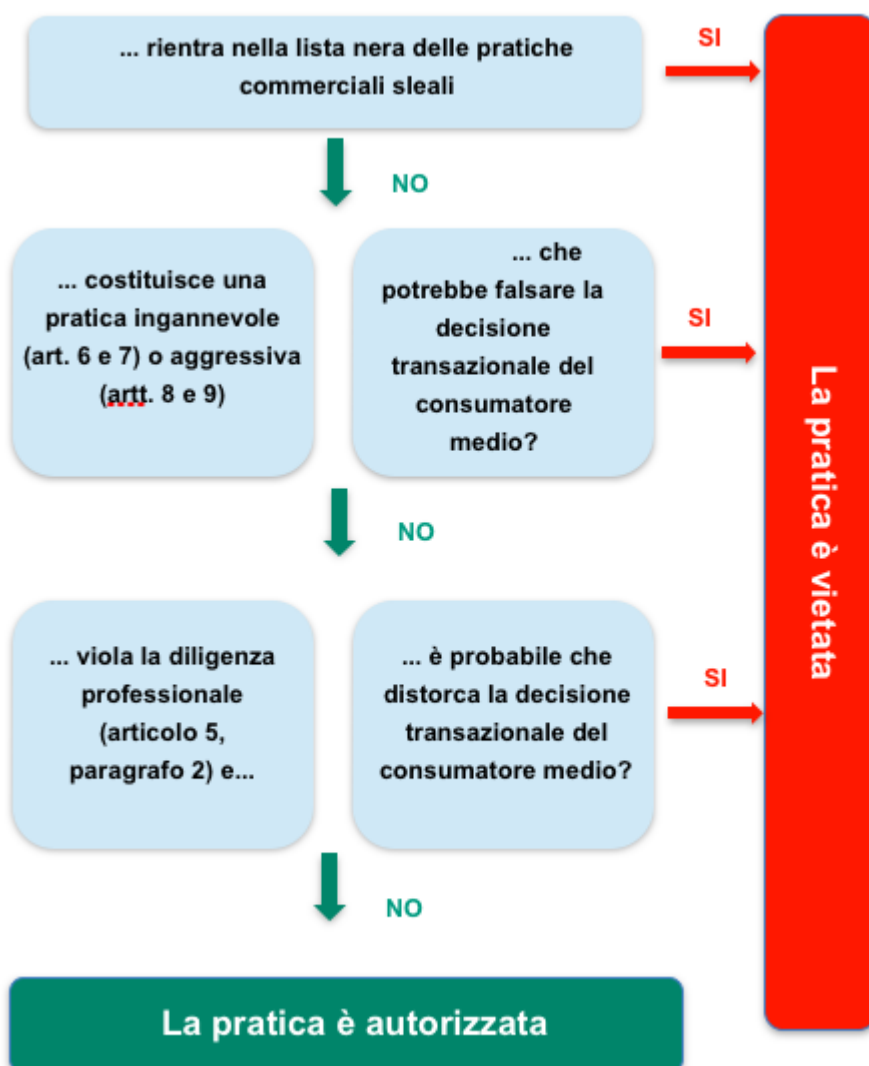 ... rientra nella lista nera delle pratiche
commerciali sleali
SI
NO
... costituisce una
pratica ingannevole
(art. 6 e 7) o aggressiva
(artt. 8 e 9)
... che
potrebbe falsare la
decisione
transazionale del
consumatore
medio?
SI
NO
... viola la diligenza
professionale
(articolo 5,
paragrafo 2) e...
... è probabile che
distorca la decisione
transazionale del
consumatore medio?
SI
NO
La pratica è autorizzata
La pratica è vietata